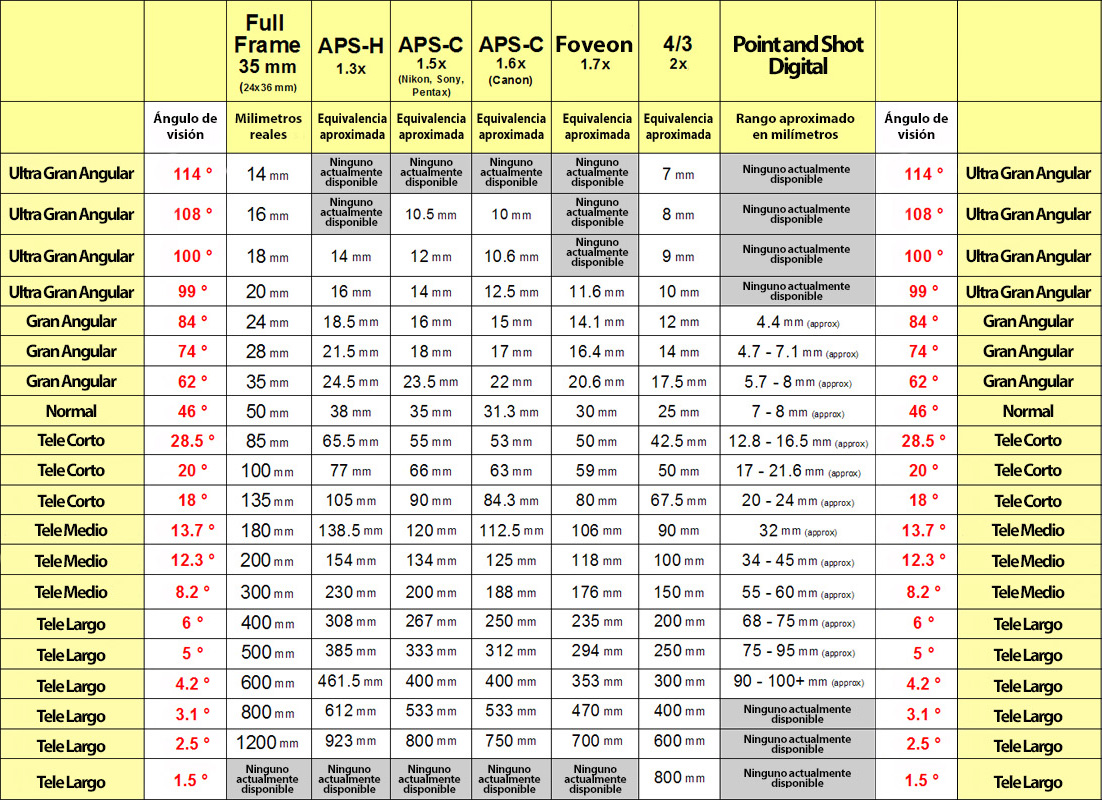 Full Frame 35 mm (24x36 mm) APS-H 1.3x APS-C 1.5x (Nikon, Sony, Pentax) APS-C 1.6x (Canon) Foveon 1.7x 4/3 2x Point and Shot Digital
Ángulo de visión Milimetros reales Equivalencia aproximada Equivalencia aproximada Equivalencia aproximada Equivalencia aproximada Equivalencia aproximada Rango aproximado en milímetros Ángulo de visión
Ultra Gran Angular 114 ° 14 mm Ninguno actualmente disponible Ninguno actualmente disponible Ninguno actualmente disponible Ninguno actualmente disponible 7 mm Ninguno actualmente disponible 114 ° Ultra Gran Angular
Ultra Gran Angular 108 ° 16 mm Ninguno actualmente disponible 10.5 mm 10 mm Ninguno actualmente disponible 8 mm Ninguno actualmente disponible 108 ° Ultra Gran Angular
Ultra Gran Angular 100 ° 18 mm 14 mm 12 mm 10.6 mm Ninguno actualmente disponible 9 mm Ninguno actualmente disponible 100 ° Ultra Gran Angular
Ultra Gran Angular 99 ° 20 mm 16 mm 14 mm 12.5 mm 11.6 mm 10 mm Ninguno actualmente disponible 99 ° Ultra Gran Angular
Gran Angular 84 ° 24 mm 18.5 mm 16 mm 15 mm 14.1 mm 12 mm 4.4 mm (approx) 84 ° Gran Angular
Gran Angular 74 ° 28 mm 21.5 mm 18 mm 17 mm 16.4 mm 14 mm 4.7 - 7.1 mm (approx) 74 ° Gran Angular
Gran Angular 62 ° 35 mm 24.5 mm 23.5 mm 22 mm 20.6 mm 17.5 mm 5.7 - 8 mm (approx) 62 ° Gran Angular
Normal 46 ° 50 mm 38 mm 35 mm 31.3 mm 30 mm 25 mm 7 - 8 mm (approx) 46 ° Normal
Tele Corto 28.5 ° 85 mm 65.5 mm 55 mm 53 mm 50 mm 42.5 mm 12.8 - 16.5 mm (approx) 28.5 ° Tele Corto
Tele Corto 20 ° 100 mm 77 mm 66 mm 63 mm 59 mm 50 mm 17 - 21.6 mm (approx) 20 ° Tele Corto
Tele Corto 18 ° 135 mm 105 mm 90 mm 84.3 mm 80 mm 67.5 mm 20 - 24 mm (approx) 18 ° Tele Corto
Tele Medio 13.7 ° 180 mm 138.5 mm 120 mm 112.5 mm 106 mm 90 mm 32 mm (approx) 13.7 ° Tele Medio
Tele Medio 12.3 ° 200 mm 154 mm 134 mm 125 mm 118 mm 100 mm 34 - 45 mm (approx) 12.3 ° Tele Medio
Tele Medio 8.2 ° 300 mm 230 mm 200 mm 188 mm 176 mm 150 mm 55 - 60 mm (approx) 8.2 ° Tele Medio
Tele Largo 6 ° 400 mm 308 mm 267 mm 250 mm 235 mm 200 mm 68 - 75 mm (approx) 6 ° Tele Largo
Tele Largo 5 ° 500 mm 385 mm 333 mm 312 mm 294 mm 250 mm 75 - 95 mm (approx) 5 ° Tele Largo
Tele Largo 4.2 ° 600 mm 461.5 mm 400 mm 400 mm 353 mm 300 mm 90 - 100+ mm (approx) 4.2 ° Tele Largo
Tele Largo 3.1 ° 800 mm 612 mm 533 mm 533 mm 470 mm 400 mm Ninguno actualmente disponible 3.1 ° Tele Largo
Tele Largo 2.5 ° 1200 mm 923 mm 800 mm 750 mm 700 mm 600 mm Ninguno actualmente disponible 2.5 ° Tele Largo
Tele Largo 1.5 ° Ninguno actualmente disponible Ninguno actualmente disponible Ninguno actualmente disponible Ninguno actualmente disponible Ninguno actualmente disponible 800 mm Ninguno actualmente disponible 1.5 ° Tele Largo